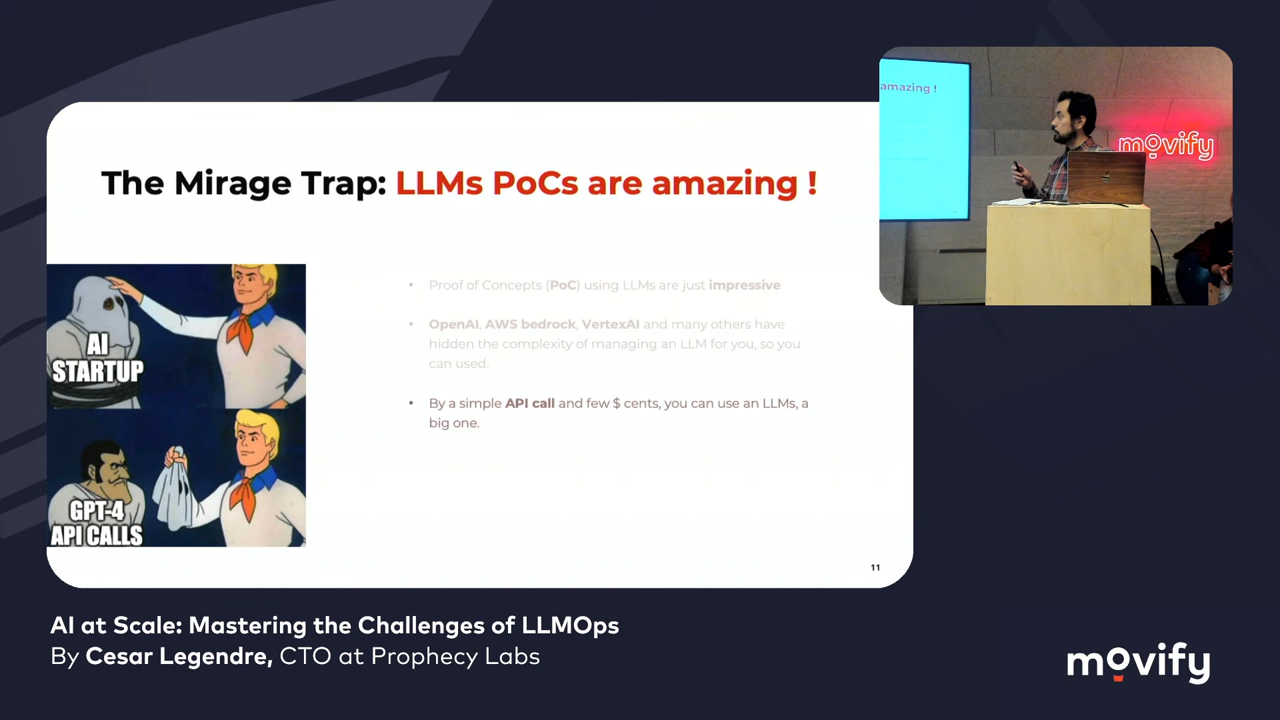 The Mirage Trap: LLMs PoCs are amazing !
AI
STARTUP
GPT-4
API CALLS
• Proof of Concepts (PoC) using LLMs are just impressive
• OpenAI, AWS bedrock, VertexAI and many others have
hidden the complexity of managing an LLM for you, so you
can used.
• By a simple API call and few $ cents, you can use an LLMs, a
big one.
11
amazing !
movify
AI at Scale: Mastering the Challenges of LLMOps
By Cesar Legendre, CTO at Prophecy Labs
movify